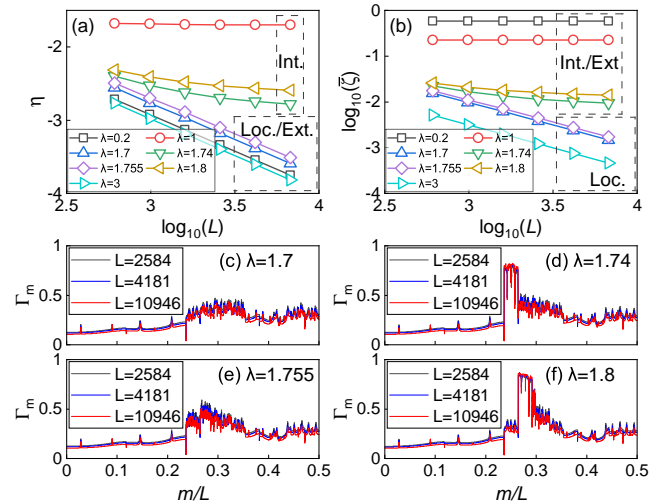 (a)
Int.
Loc./Ext.
η
-2
-3
-4
λ=0.2
λ=1
λ=1.7
λ=1.74
λ=1.755
λ=1.8
λ=3
2.5 3 3.5 4
log₁₀(L)
(b)
Int./Ext
Loc.
log₁₀(ζ̄)
0
-1
-2
-3
-4
λ=0.2
λ=1
λ=1.7
λ=1.74
λ=1.755
λ=1.8
λ=3
2.5 3 3.5 4
log₁₀(L)
(c) λ=1.7
Γₘ
1
0.5
0
L=2584
L=4181
L=10946
(d) λ=1.74
Γₘ
1
0.5
0
L=2584
L=4181
L=10946
(e) λ=1.755
Γₘ
1
0.5
0
L=2584
L=4181
L=10946
0 0.1 0.2 0.3 0.4 0.5
m/L
(f) λ=1.8
Γₘ
1
0.5
0
L=2584
L=4181
L=10946
0 0.1 0.2 0.3 0.4 0.5
m/L